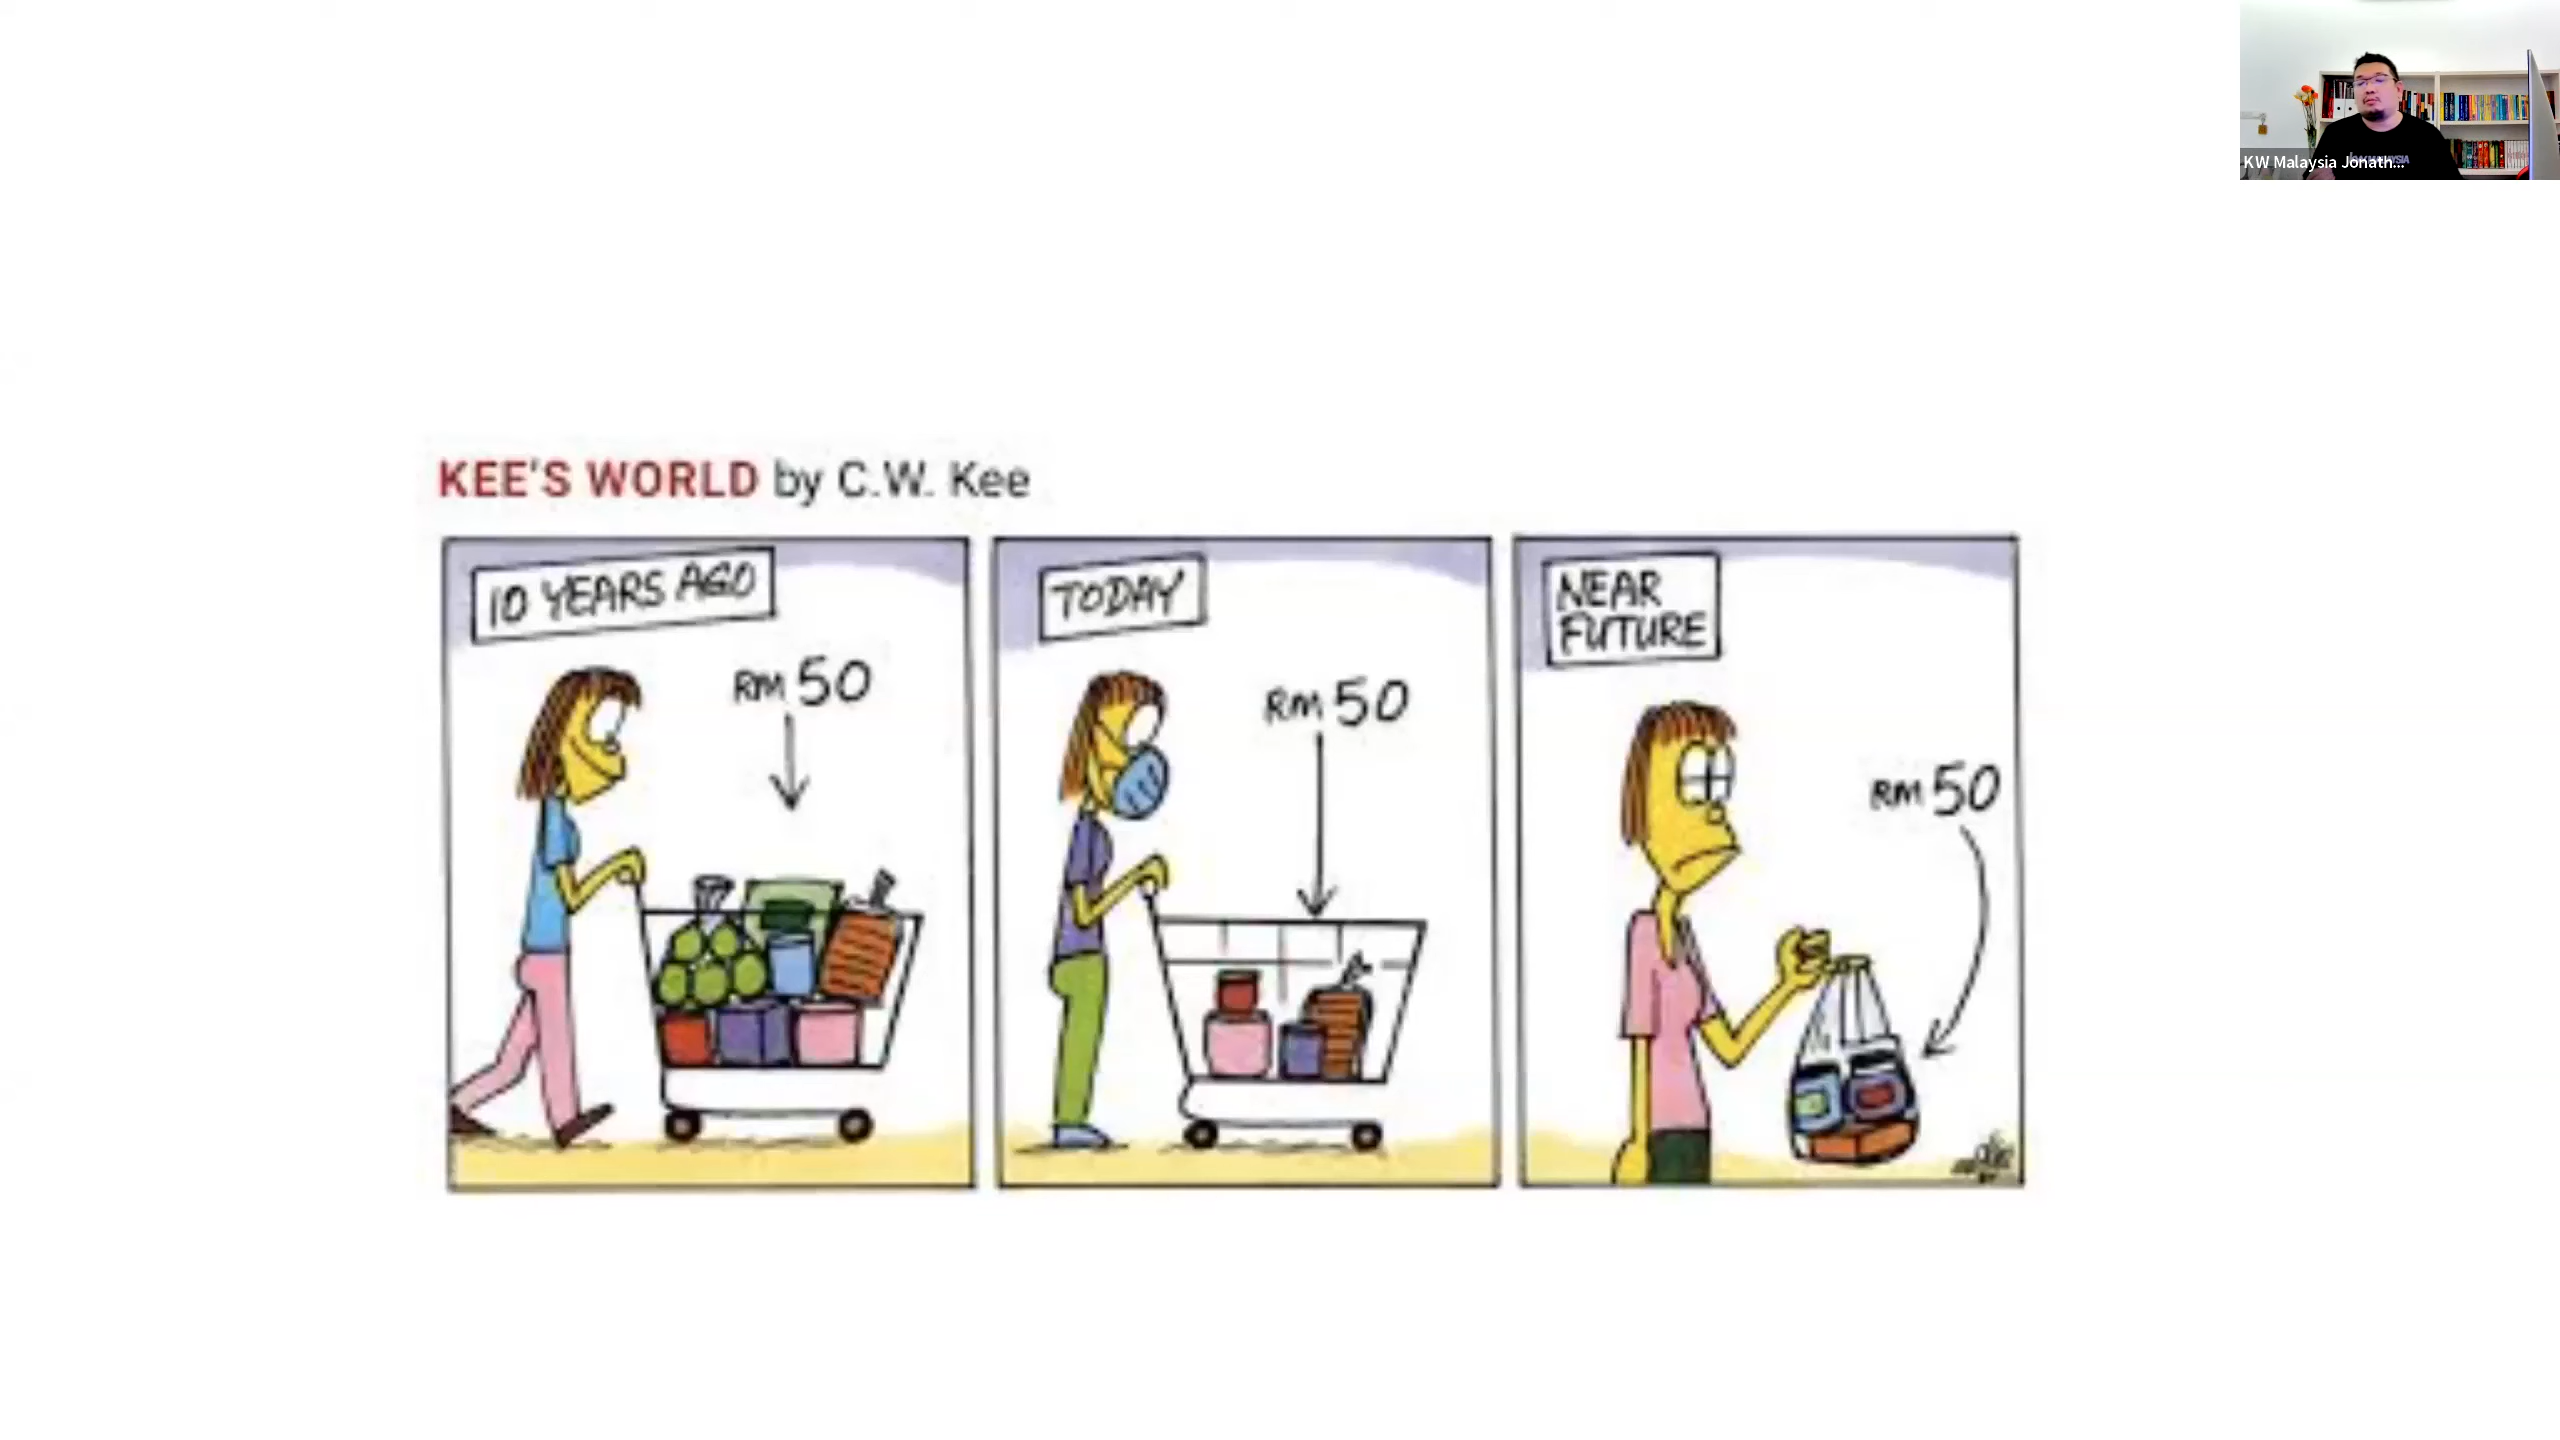 KW Malaysia Jonath...
KEE'S WORLD by C.W. Kee
10 YEARS AGO
RM 50
TODAY
RM 50
NEAR
FUTURE
RM 50